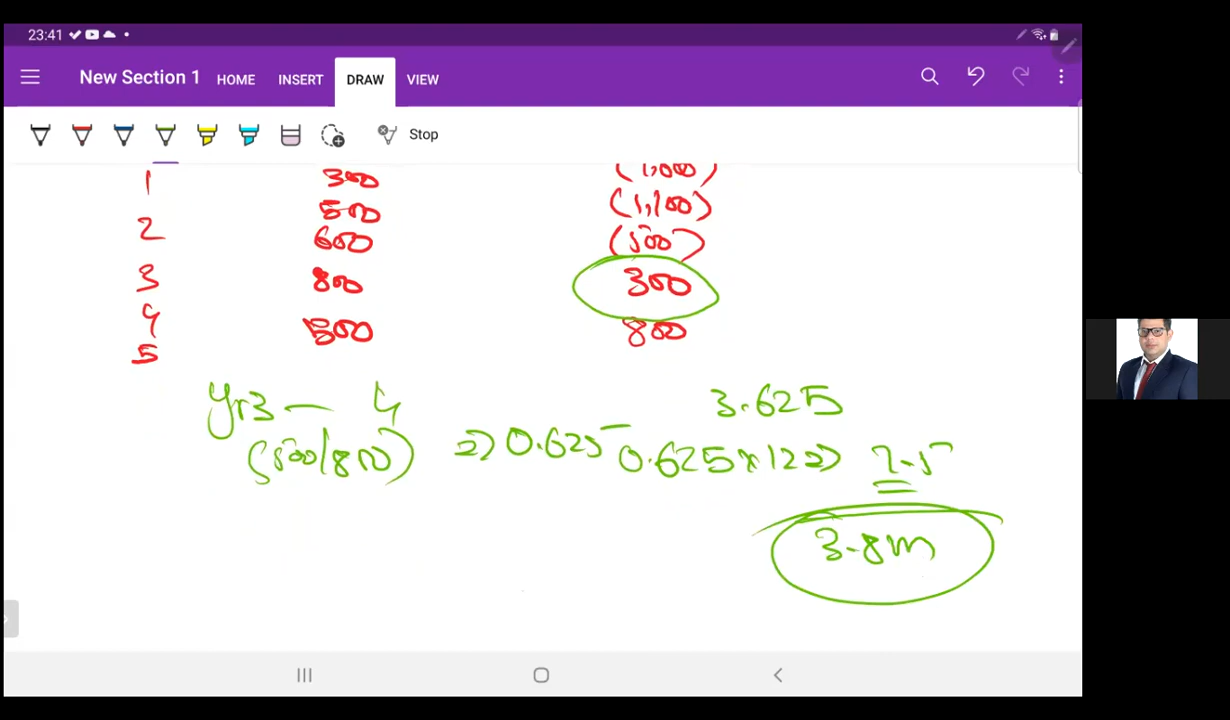 23:41
New Section 1 HOME INSERT DRAW VIEW
Stop
1 300 (1,000)
2 500 (1,100)
600 (500)
3 800 300
4 500 800
5
Yr3 — 4 3.625
(500/800) => 0.625 0.625 x 12 => 7.5
3-8m